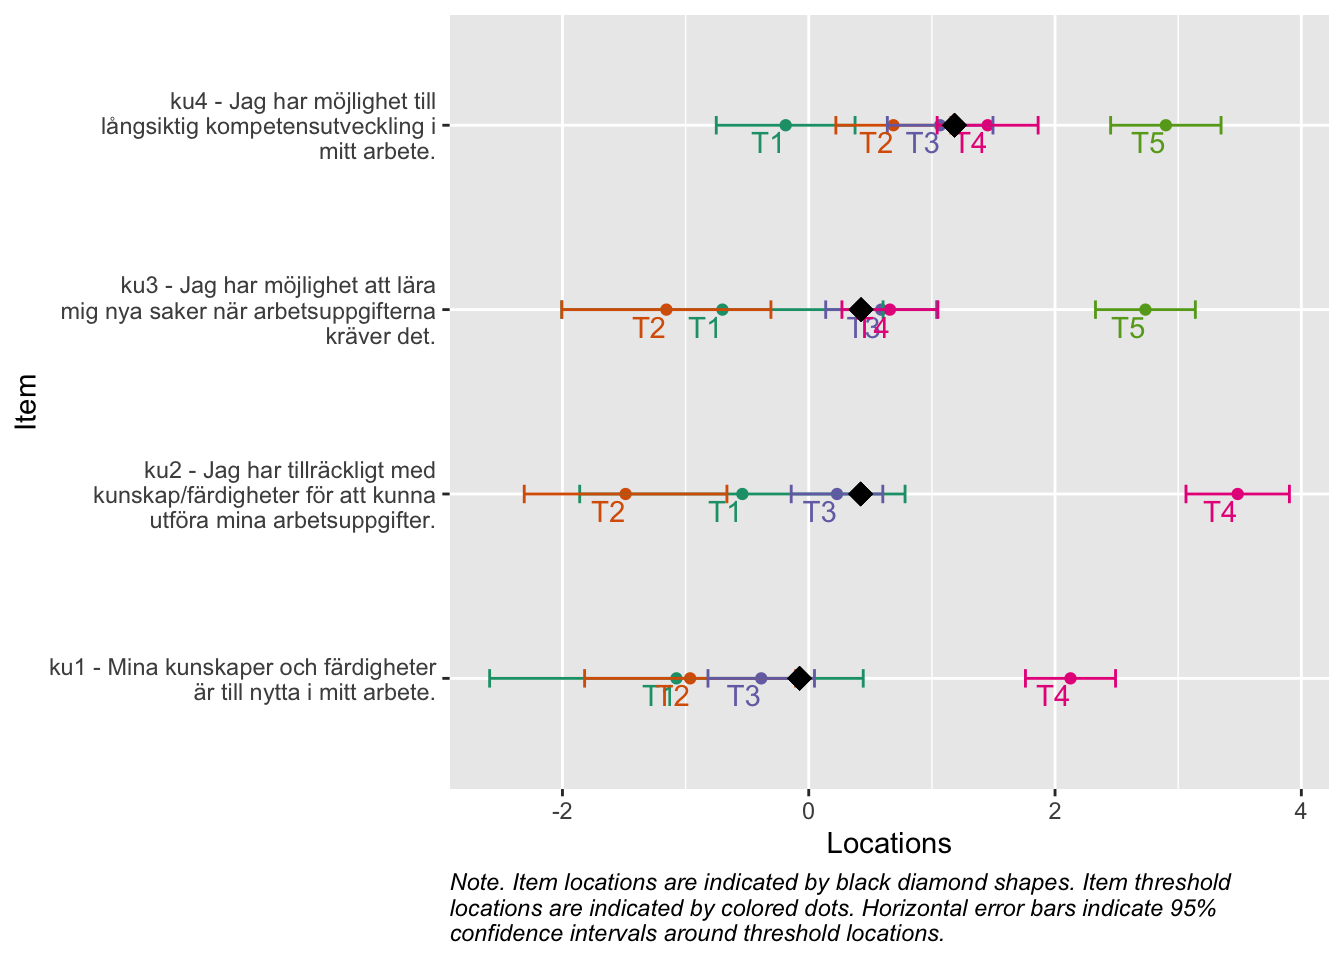 ku4 - Jag har möjlighet till
långsiktig kompetensutveckling i
mitt arbete.
T1
T2
T3
T4
T5
ku3 - Jag har möjlighet att lära
mig nya saker när arbetsuppgifterna
kräver det.
T2
T1
T3
T4
T5
Item
ku2 - Jag har tillräckligt med
kunskap/färdigheter för att kunna
utföra mina arbetsuppgifter.
T2
T1
T3
T4
ku1 - Mina kunskaper och färdigheter
är till nytta i mitt arbete.
T1
T2
T3
T4
-2 0 2 4
Locations
Note. Item locations are indicated by black diamond shapes. Item threshold
locations are indicated by colored dots. Horizontal error bars indicate 95%
confidence intervals around threshold locations.